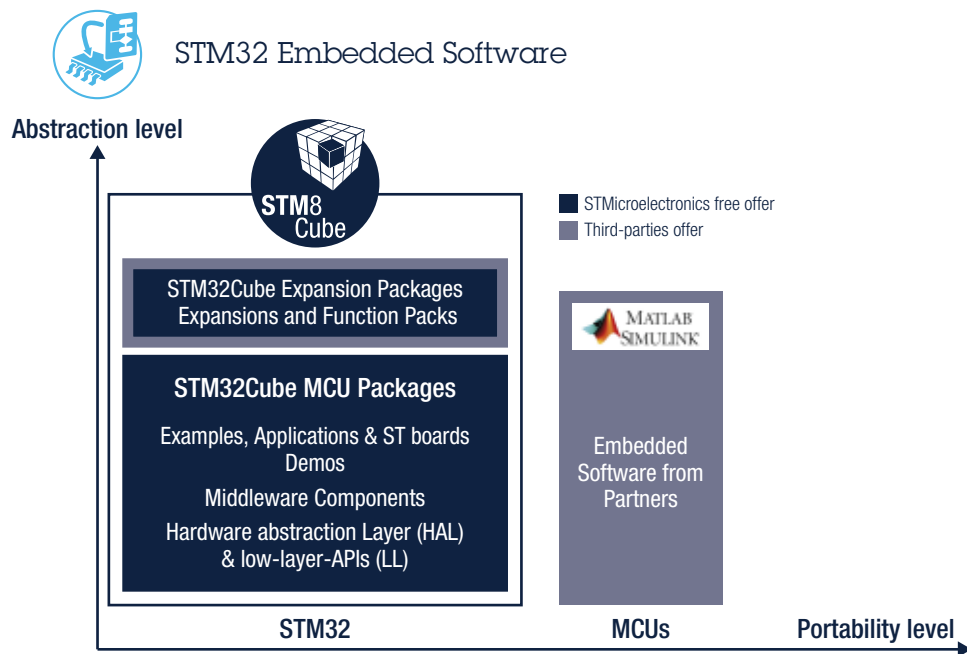 STM32 Embedded Software
Abstraction level
STM8
Cube
STMicroelectronics free offer
Third-parties offer
STM32Cube Expansion Packages
Expansions and Function Packs
MATLAB
SIMULINK
STM32Cube MCU Packages
Examples, Applications & ST boards
Demos
Middleware Components
Hardware abstraction Layer (HAL)
& low-layer-APIs (LL)
Embedded
Software from
Partners
STM32
MCUs
Portability level